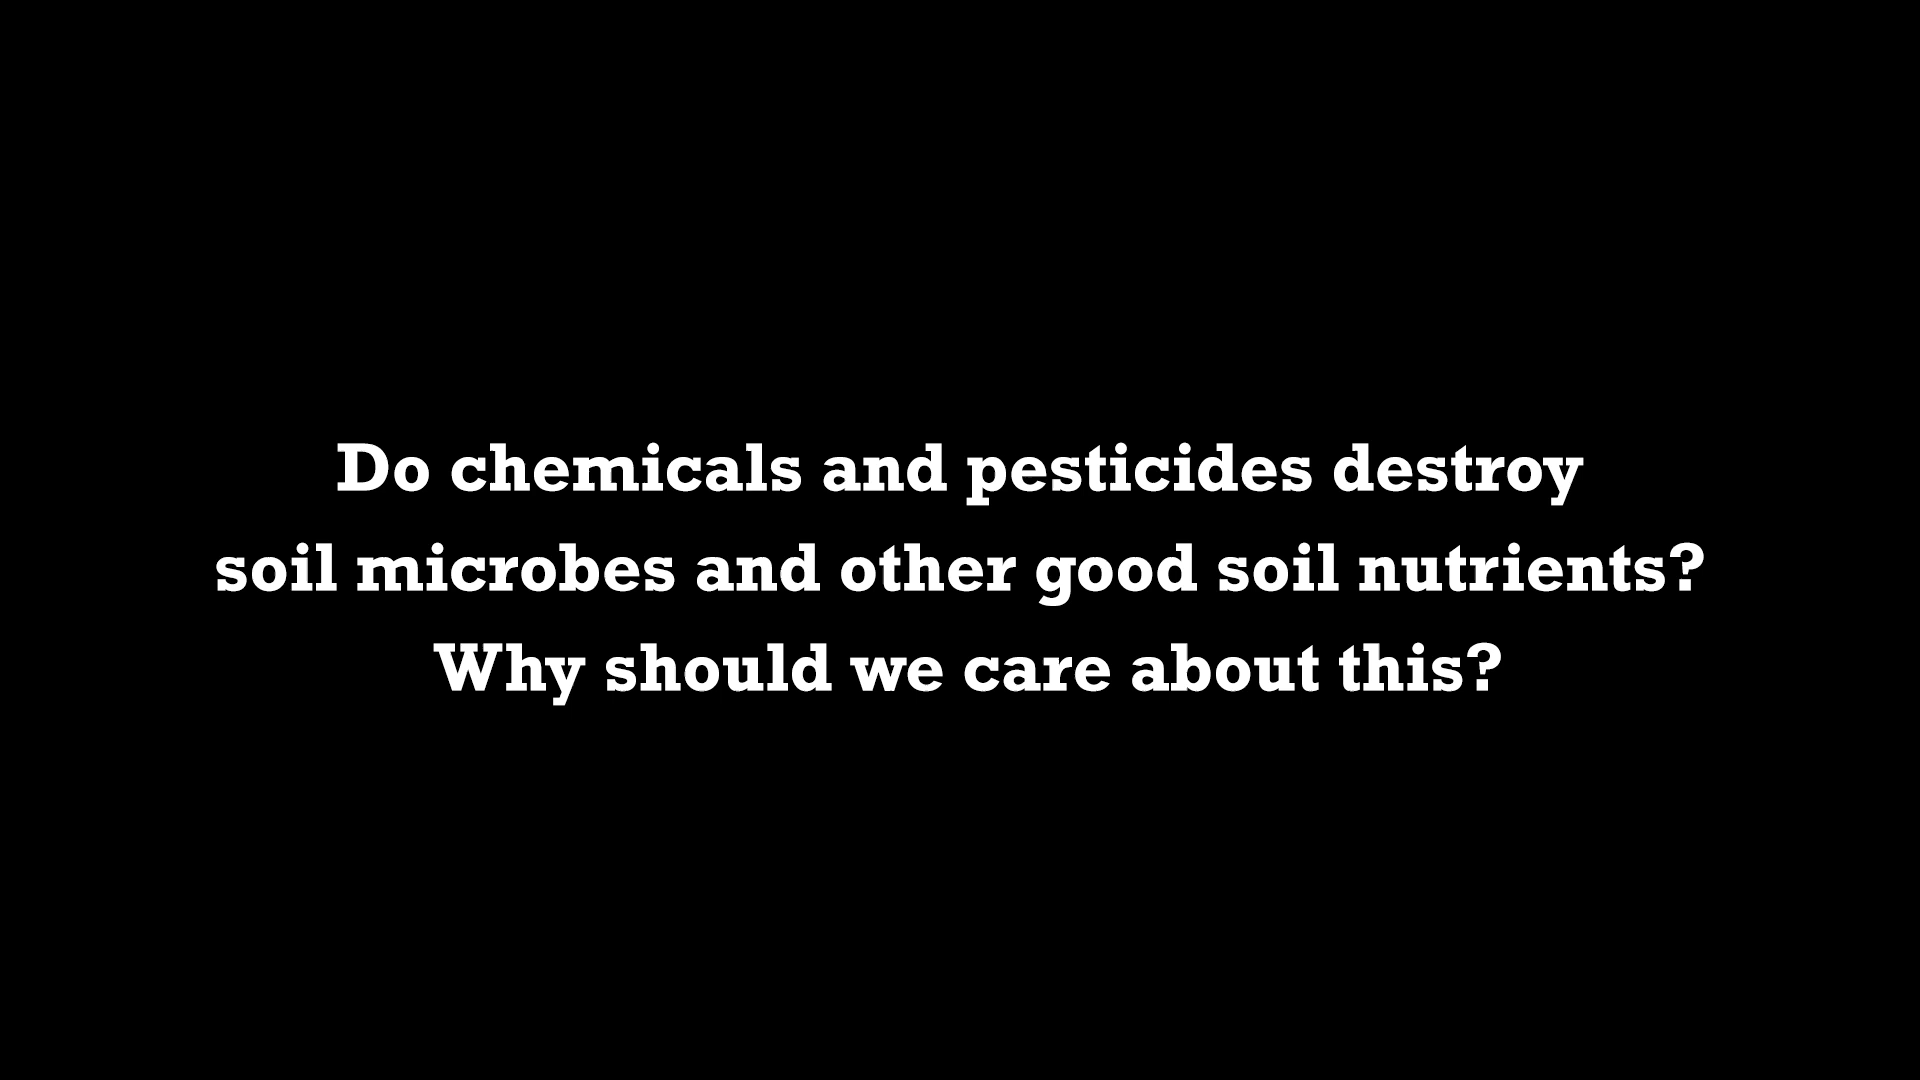 Do chemicals and pesticides destroy
soil microbes and other good soil nutrients?
Why should we care about this?